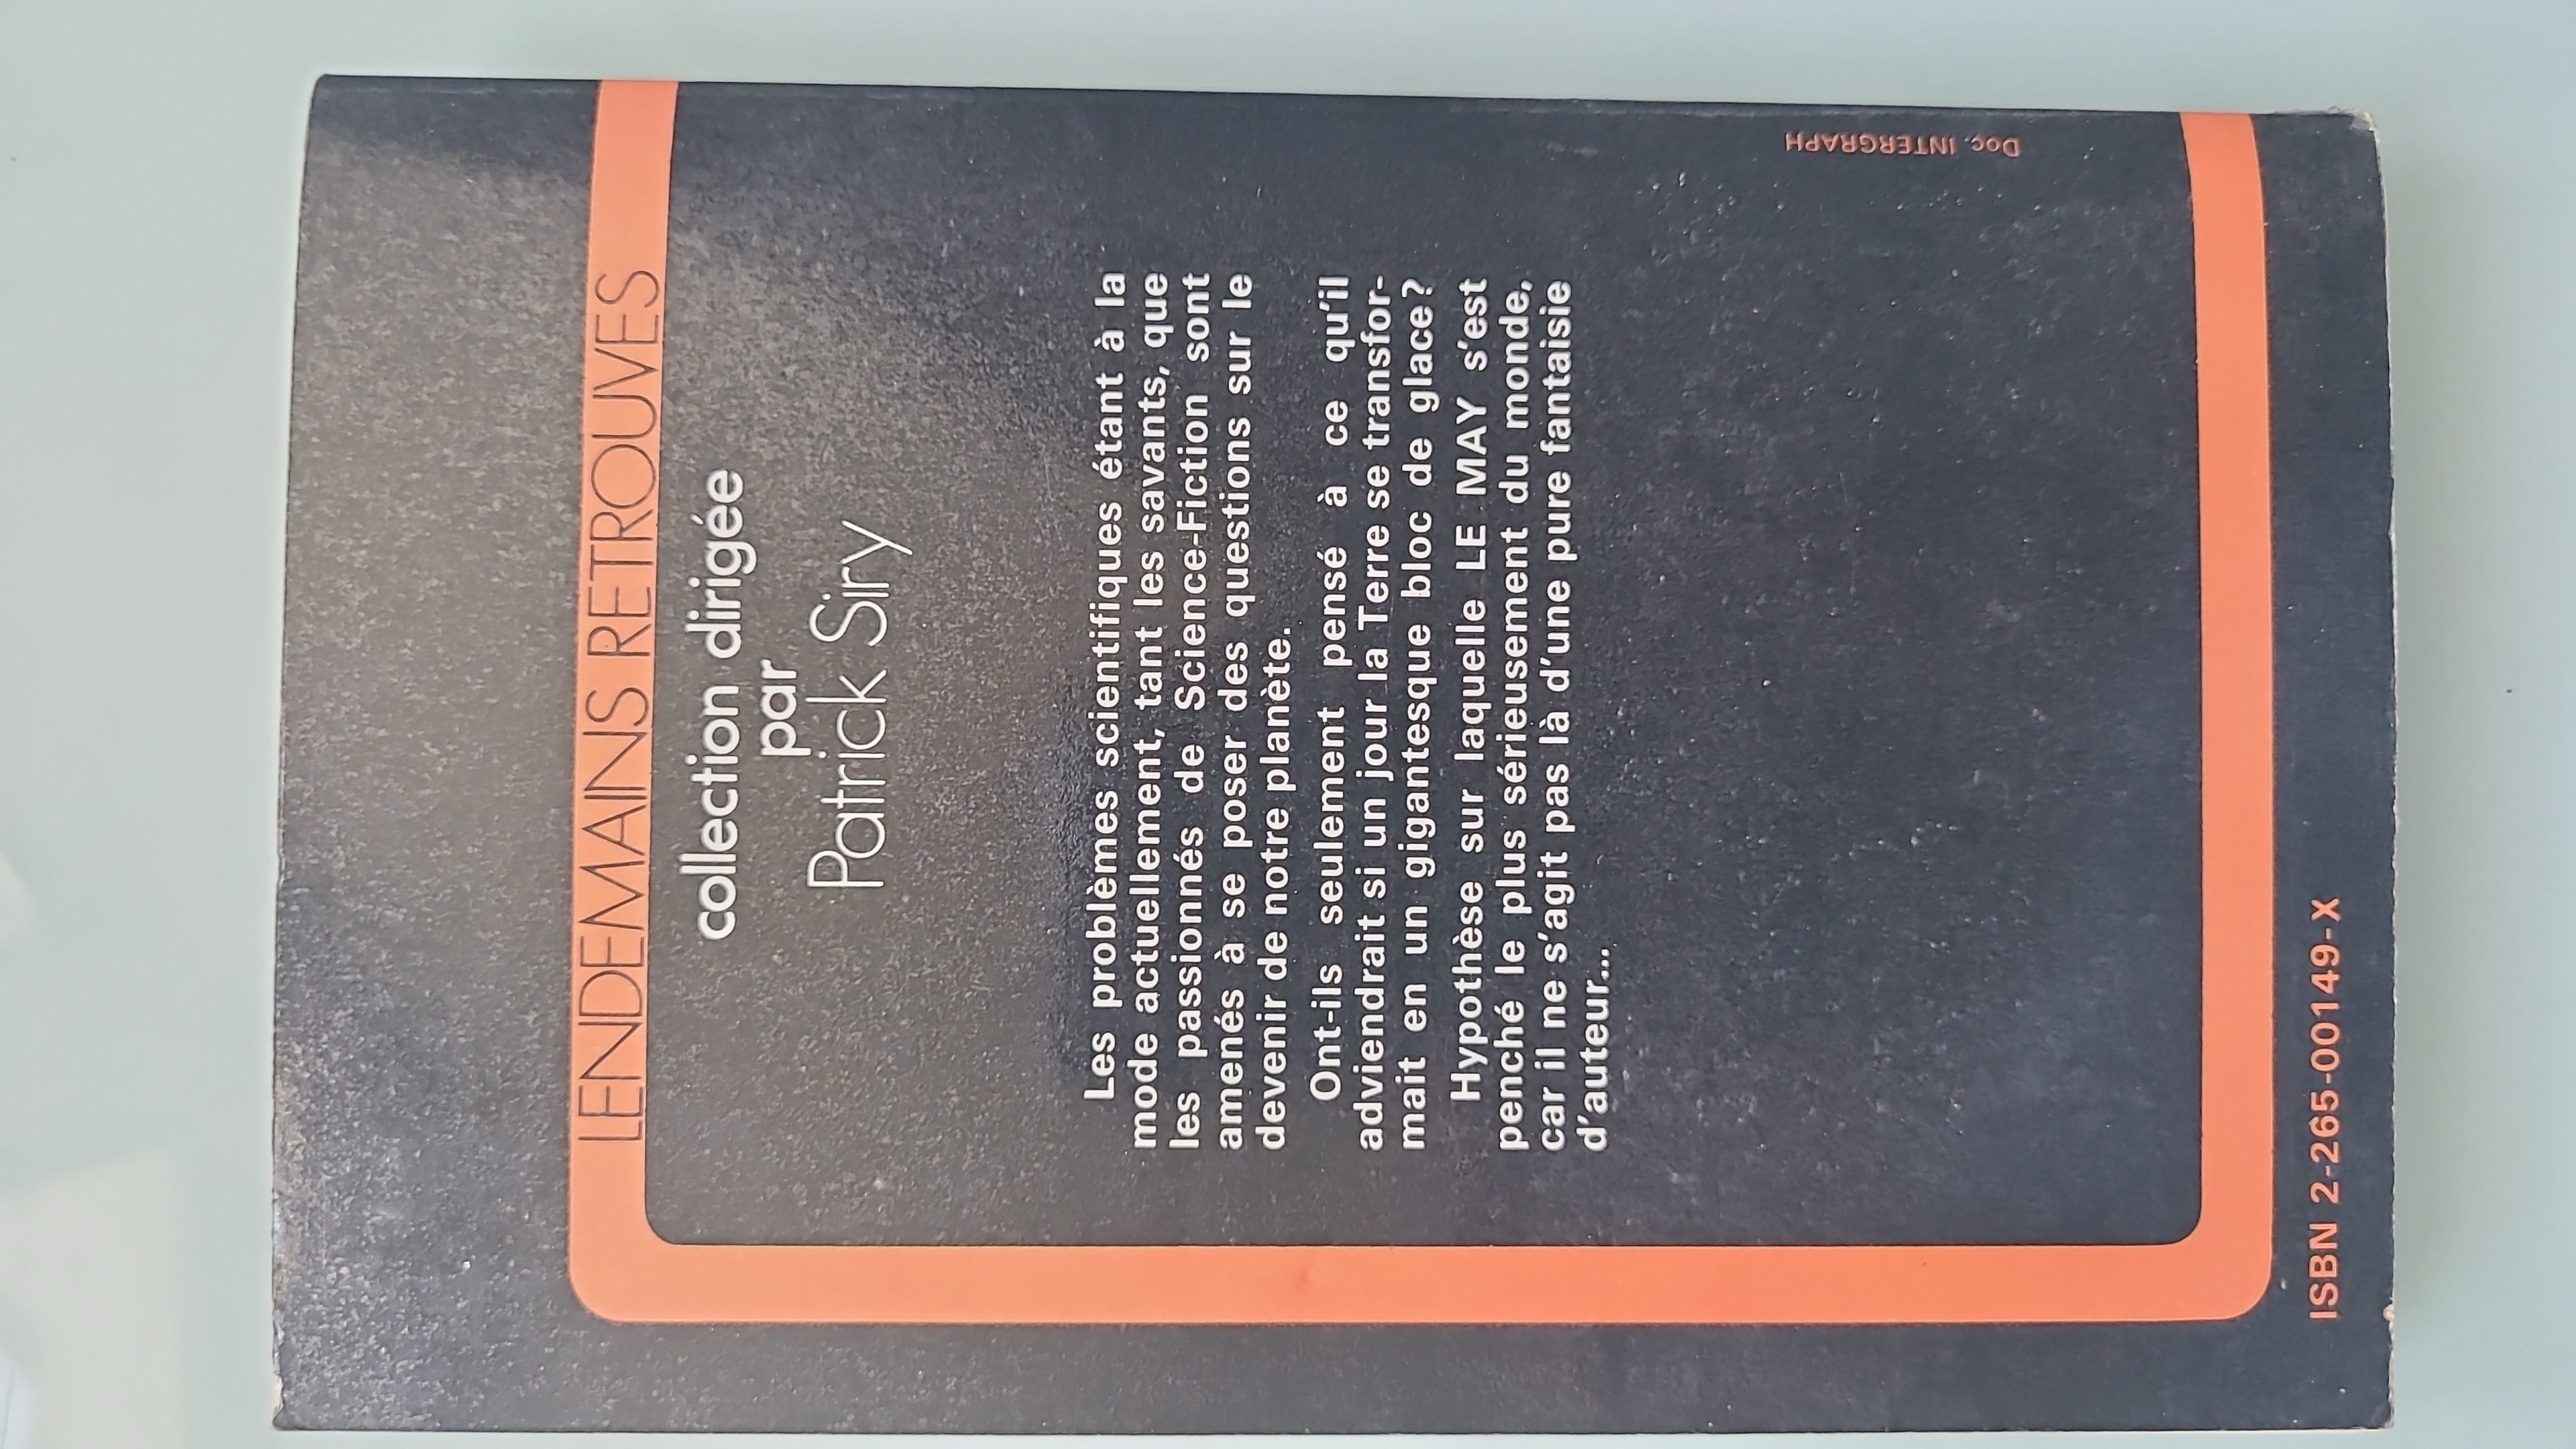 LENDEMAINS RETROUVES
collection dirigée
par
Patrick Siry
Les problèmes scientifiques étant à la
mode actuellement, tant les savants, que
les passionnés de Science-Fiction sont
amenés à se poser des questions sur le
devenir de notre planète.
Ont-ils seulement pensé à ce qu'il
adviendrait si un jour la Terre se transfor-
mait en un gigantesque bloc de glace?
Hypothèse sur laquelle LE MAY s'est
penché le plus sérieusement du monde,
car il ne s'agit pas là d'une pure fantaisie
d'auteur...
Doc. INTERGRAPH
ISBN 2-265-00149-X